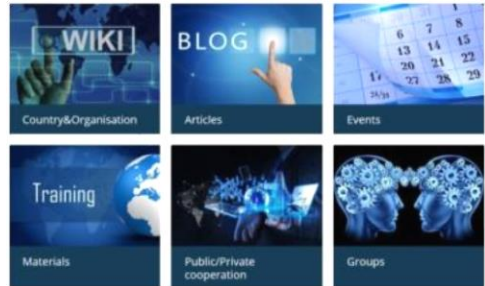 WIKI
Country&Organisation
BLOG
Articles
1
6 7 8
13 14 15
20 21 22
27 28 29
Events
Training
Materials
Public/Private
cooperation
Groups